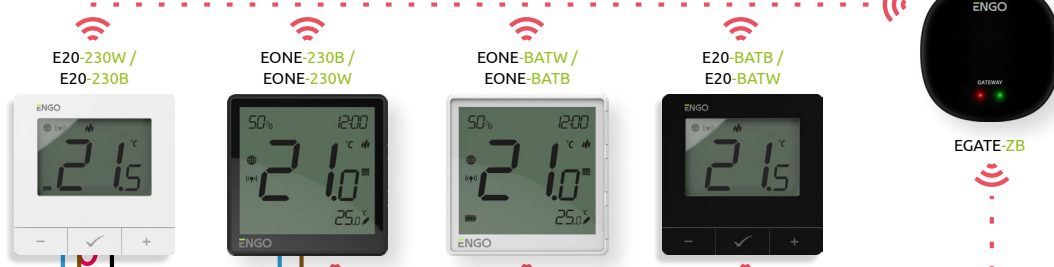 ENGO
E20-230W /
E20-230B
EONE-230B /
EONE-230W
EONE-BATW /
EONE-BATB
E20-BATB /
E20-BATW
GATEWAY
EGATE-ZB
ENGO
21.5 °C
50% 12:00
21.0 °C
25.0 °C
ENGO
50% 12:00
21.0 °C
25.0 °C
ENGO
ENGO
21.5 °C
− +
− +